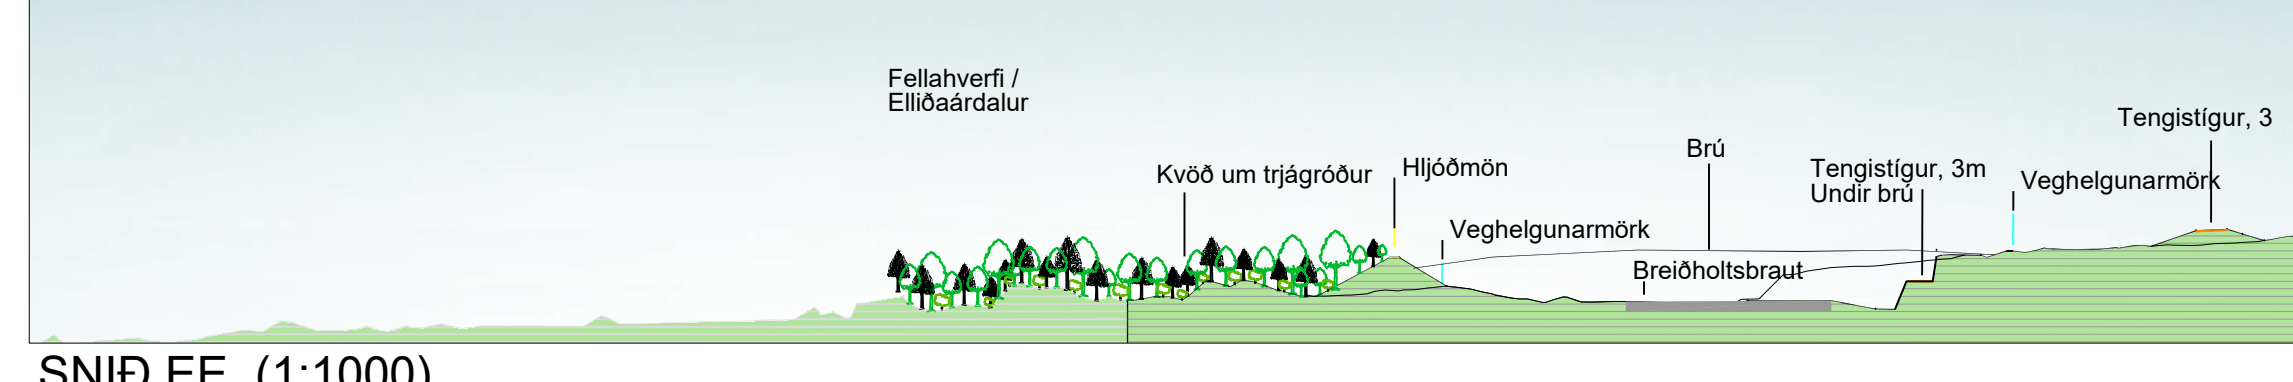 Fellahverfi /
Elliðaárdalur
Kvöð um trjágróður
Hljóðmön
Veghelgunarmörk
Brú
Breiðholtsbraut
Tengistígur, 3m
Undir brú
Veghelgunarmörk
Tengistígur, 3
SNIÐ EE (1:1000)